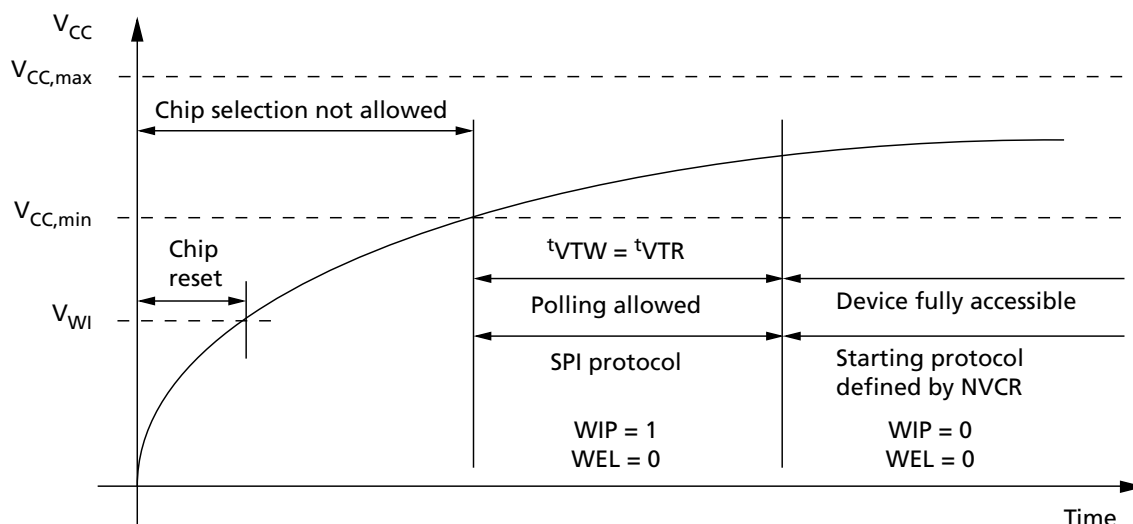 VCC
VCC,max
Chip selection not allowed
VCC,min
Chip
reset
tVTW = tVTR
Polling allowed
Device fully accessible
VWI
SPI protocol
Starting protocol
defined by NVCR
WIP = 1
WEL = 0
WIP = 0
WEL = 0
Time